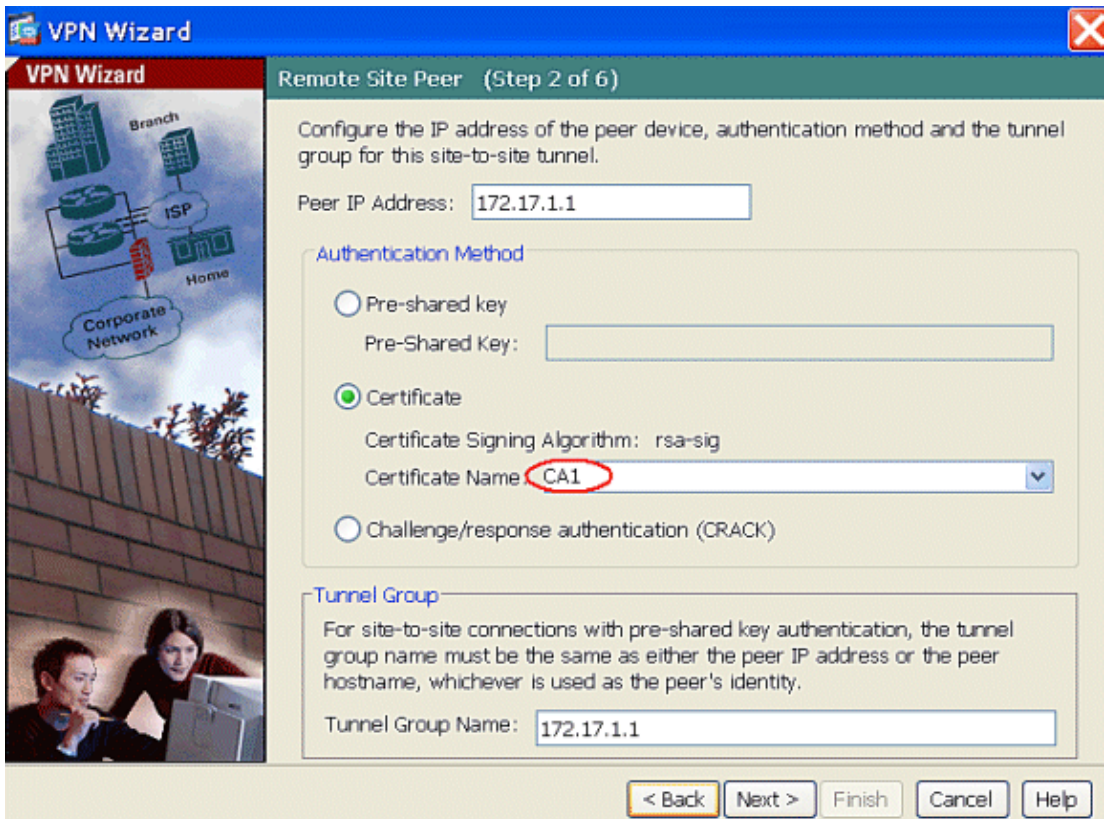 VPN Wizard
VPN Wizard
Branch
ISP
Home
Corporate
Network
Remote Site Peer (Step 2 of 6)
Configure the IP address of the peer device, authentication method and the tunnel
group for this site-to-site tunnel.
Peer IP Address: 172.17.1.1
Authentication Method
Pre-shared key
Pre-Shared Key:
Certificate
Certificate Signing Algorithm: rsa-sig
Certificate Name: CA1
Challenge/response authentication (CRACK)
Tunnel Group
For site-to-site connections with pre-shared key authentication, the tunnel
group name must be the same as either the peer IP address or the peer
hostname, whichever is used as the peer's identity.
Tunnel Group Name: 172.17.1.1
< Back Next > Finish Cancel Help